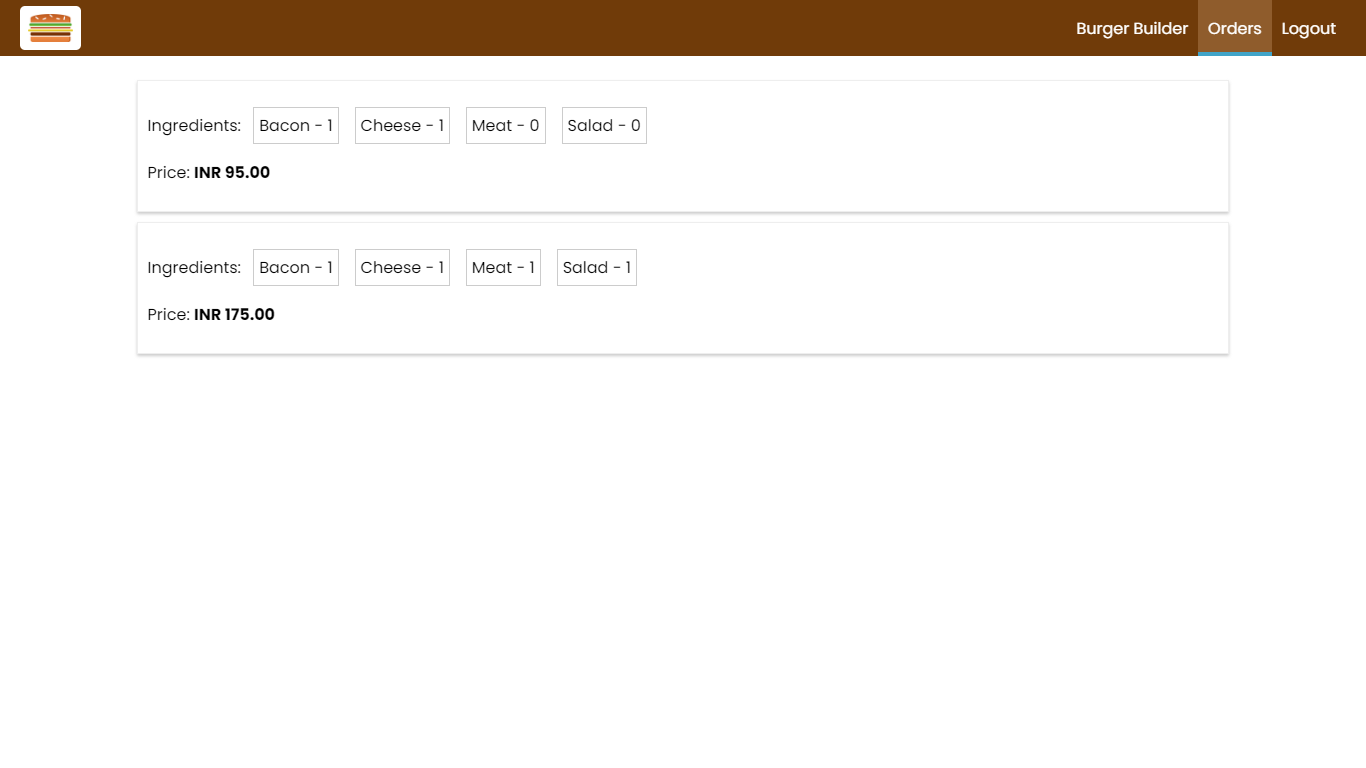 Burger Builder Orders Logout
Ingredients: Bacon - 1 Cheese - 1 Meat - 0 Salad - 0
Price: INR 95.00
Ingredients: Bacon - 1 Cheese - 1 Meat - 1 Salad - 1
Price: INR 175.00